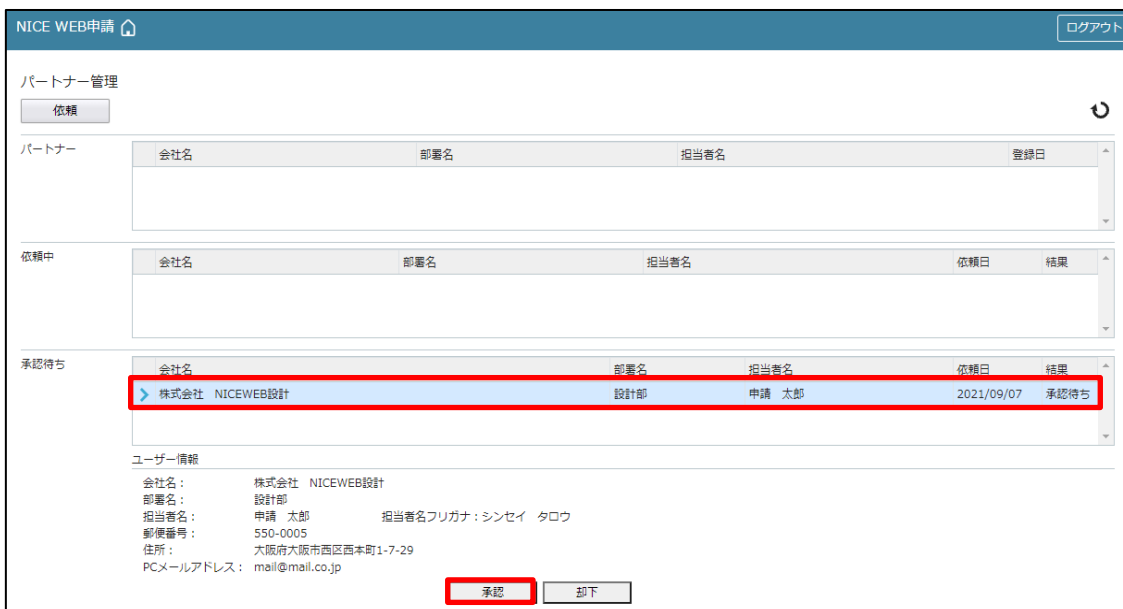 NICE WEB申請 ログアウト
パートナー管理
依頼
パートナー
会社名 部署名 担当者名 登録日
依頼中
会社名 部署名 担当者名 依頼日 結果
承認待ち
会社名 部署名 担当者名 依頼日 結果
株式会社 NICEWEB設計 設計部 申請 太郎 2021/09/07 承認待ち
ユーザー情報
会社名: 株式会社 NICEWEB設計
部署名: 設計部
担当者名: 申請 太郎 担当者名フリガナ:シンセイ タロウ
郵便番号: 550-0005
住所: 大阪府大阪市西区西本町1-7-29
PCメールアドレス: mail@mail.co.jp
承認 却下